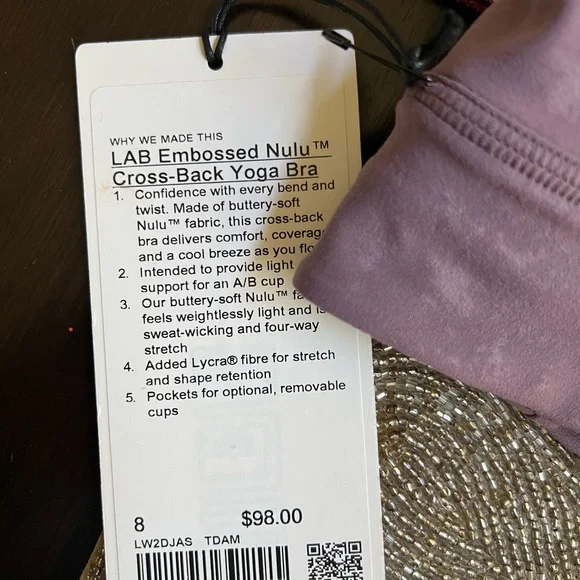 WHY WE MADE THIS
LAB Embossed Nulu™
Cross-Back Yoga Bra
1. Confidence with every bend and
twist. Made of buttery-soft
Nulu™ fabric, this cross-back
bra delivers comfort,
and a cool breeze as you
2. Intended to provide light
support for an A/B cup
3. Our buttery-soft Nulu™
feels weightlessly light and
sweat-wicking and four-way
stretch
4. Added Lycra® fibre for stretch
and shape retention
5. Pockets for optional, removable
cups
8 $98.00
LW2DJAS TDAM